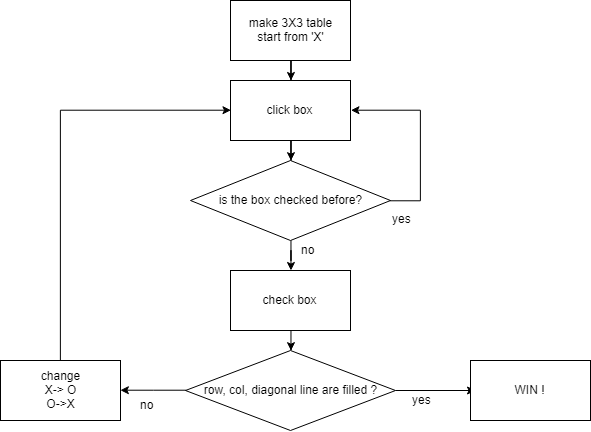 make 3X3 table
start from 'X'
click box
is the box checked before?
yes
no
check box
row, col, diagonal line are filled ?
change
X-> O
O->X
no
yes
WIN !